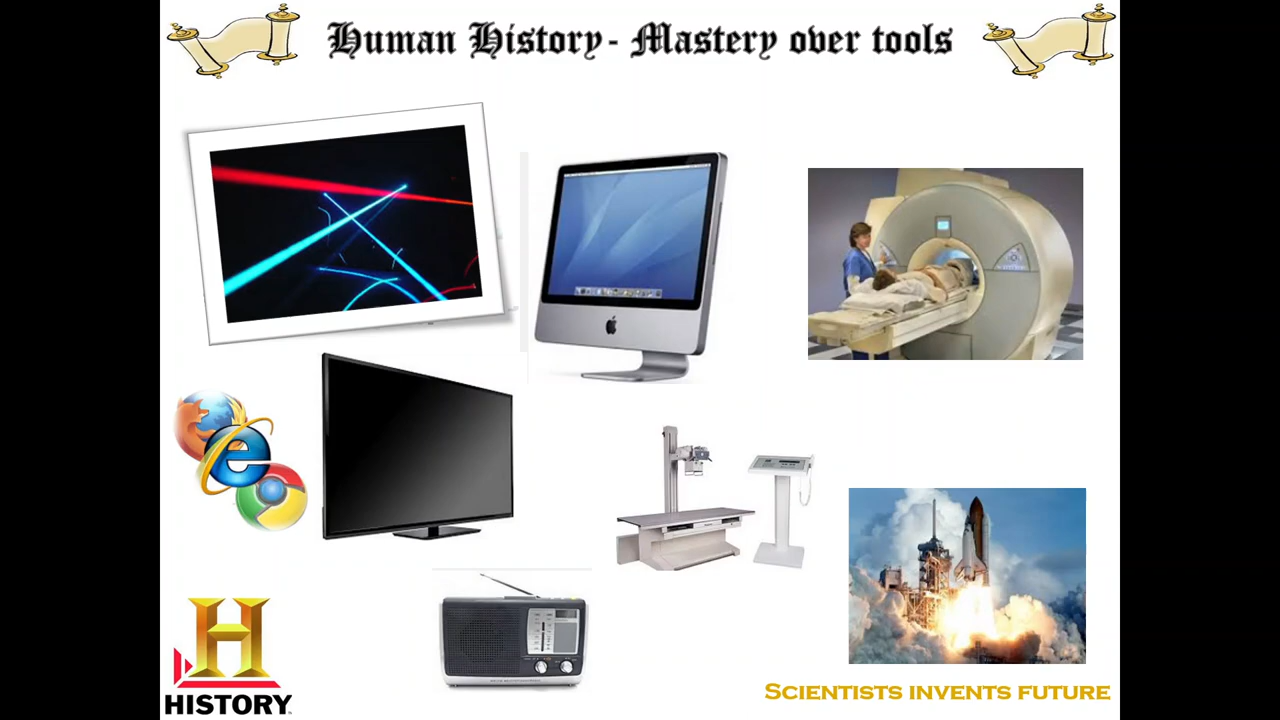 Human History - Mastery over tools
e
H
HISTORY
Scientists invents future